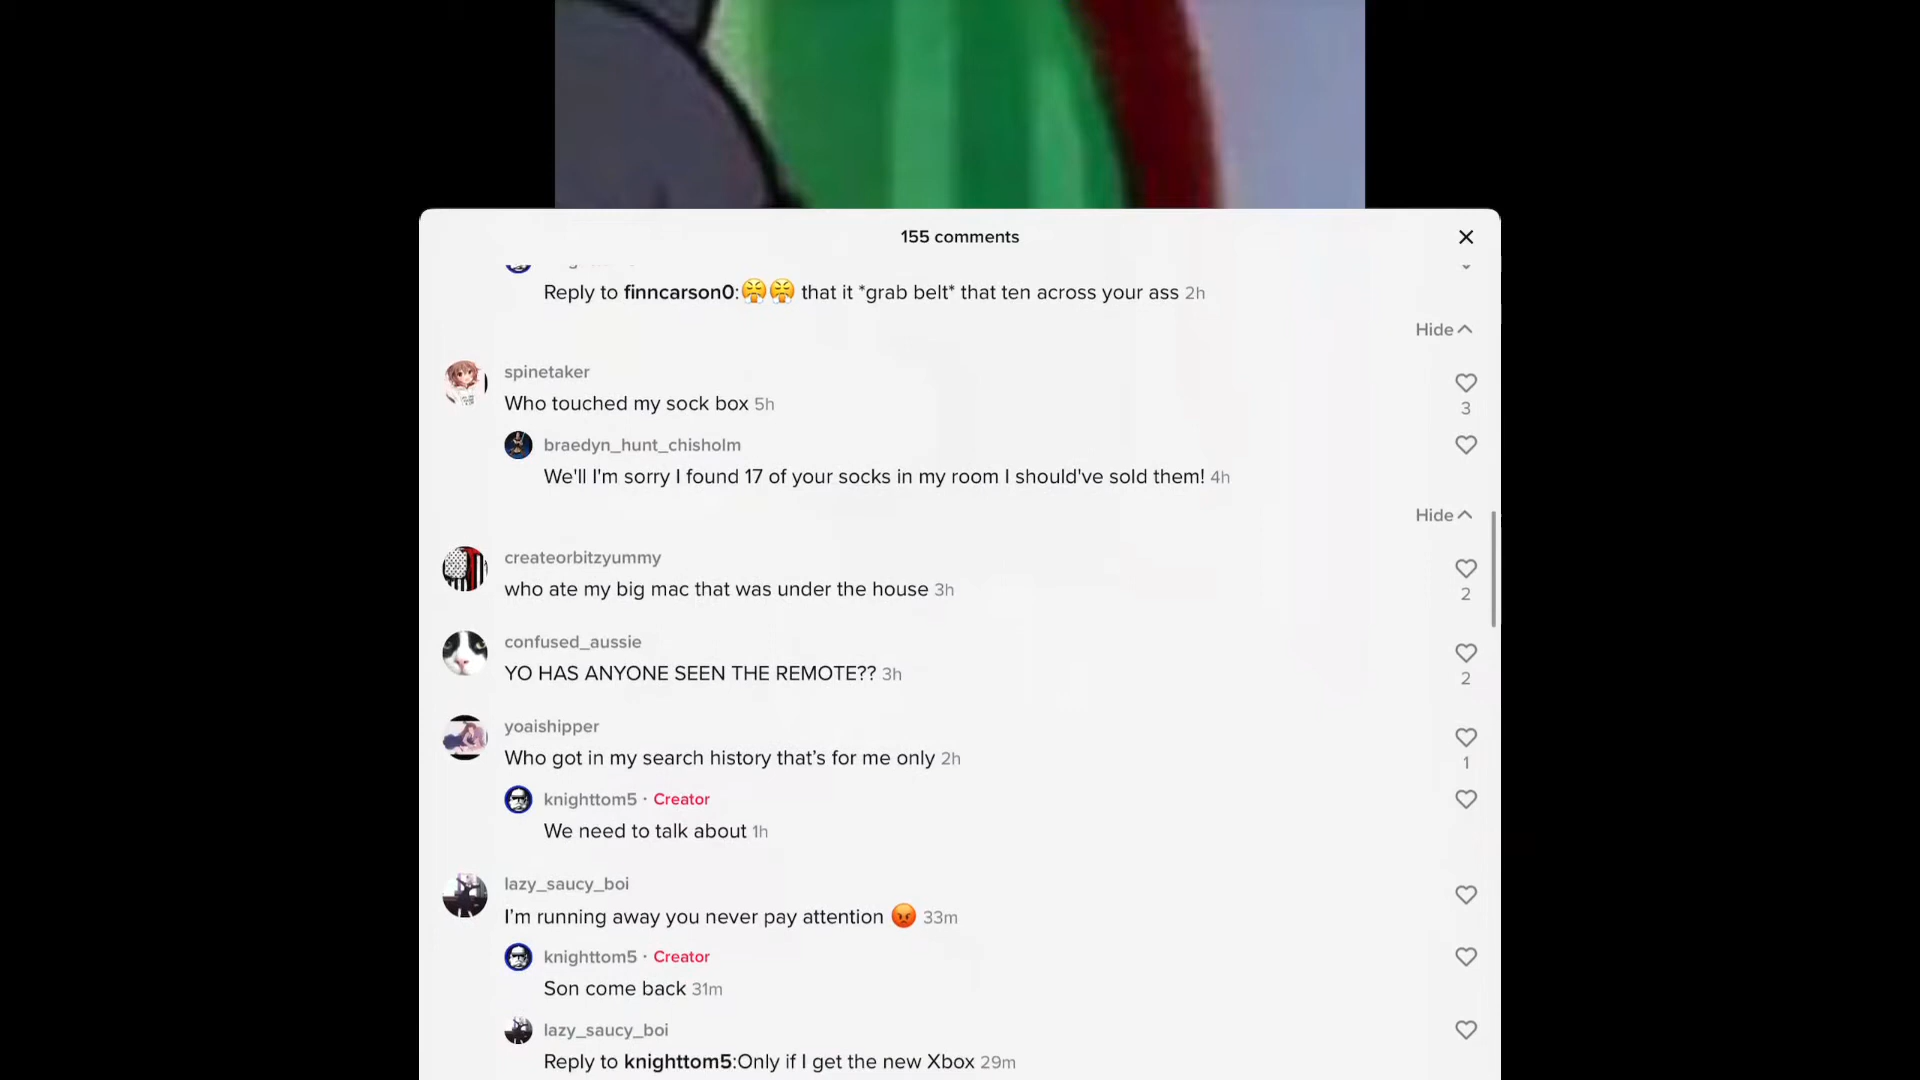 155 comments
Reply to finncarson0:😤😤 that it *grab belt* that ten across your ass 2h
Hide
spinetaker
Who touched my sock box 5h
3
braedyn_hunt_chisholm
We'll I'm sorry I found 17 of your socks in my room I should've sold them! 4h
Hide
createorbitzyummy
who ate my big mac that was under the house 3h
2
confused_aussie
YO HAS ANYONE SEEN THE REMOTE?? 3h
2
yoaishipper
Who got in my search history that’s for me only 2h
1
knighttom5 · Creator
We need to talk about 1h
lazy_saucy_boi
I’m running away you never pay attention 😡 33m
knighttom5 · Creator
Son come back 31m
lazy_saucy_boi
Reply to knighttom5:Only if I get the new Xbox 29m